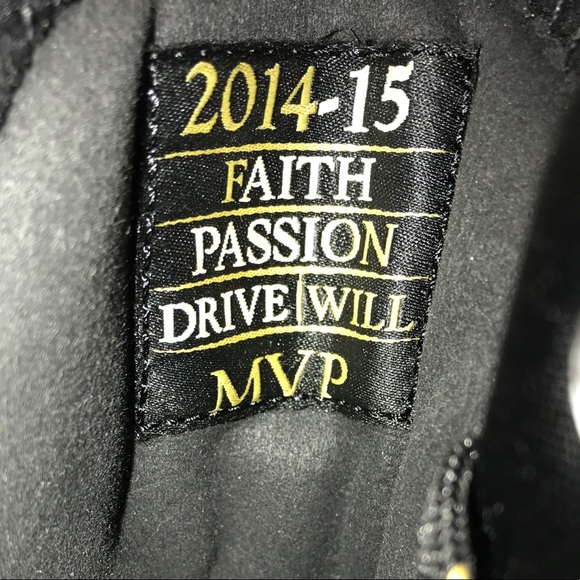 2014-15
FAITH
PASSION
DRIVE|WILL
MVP